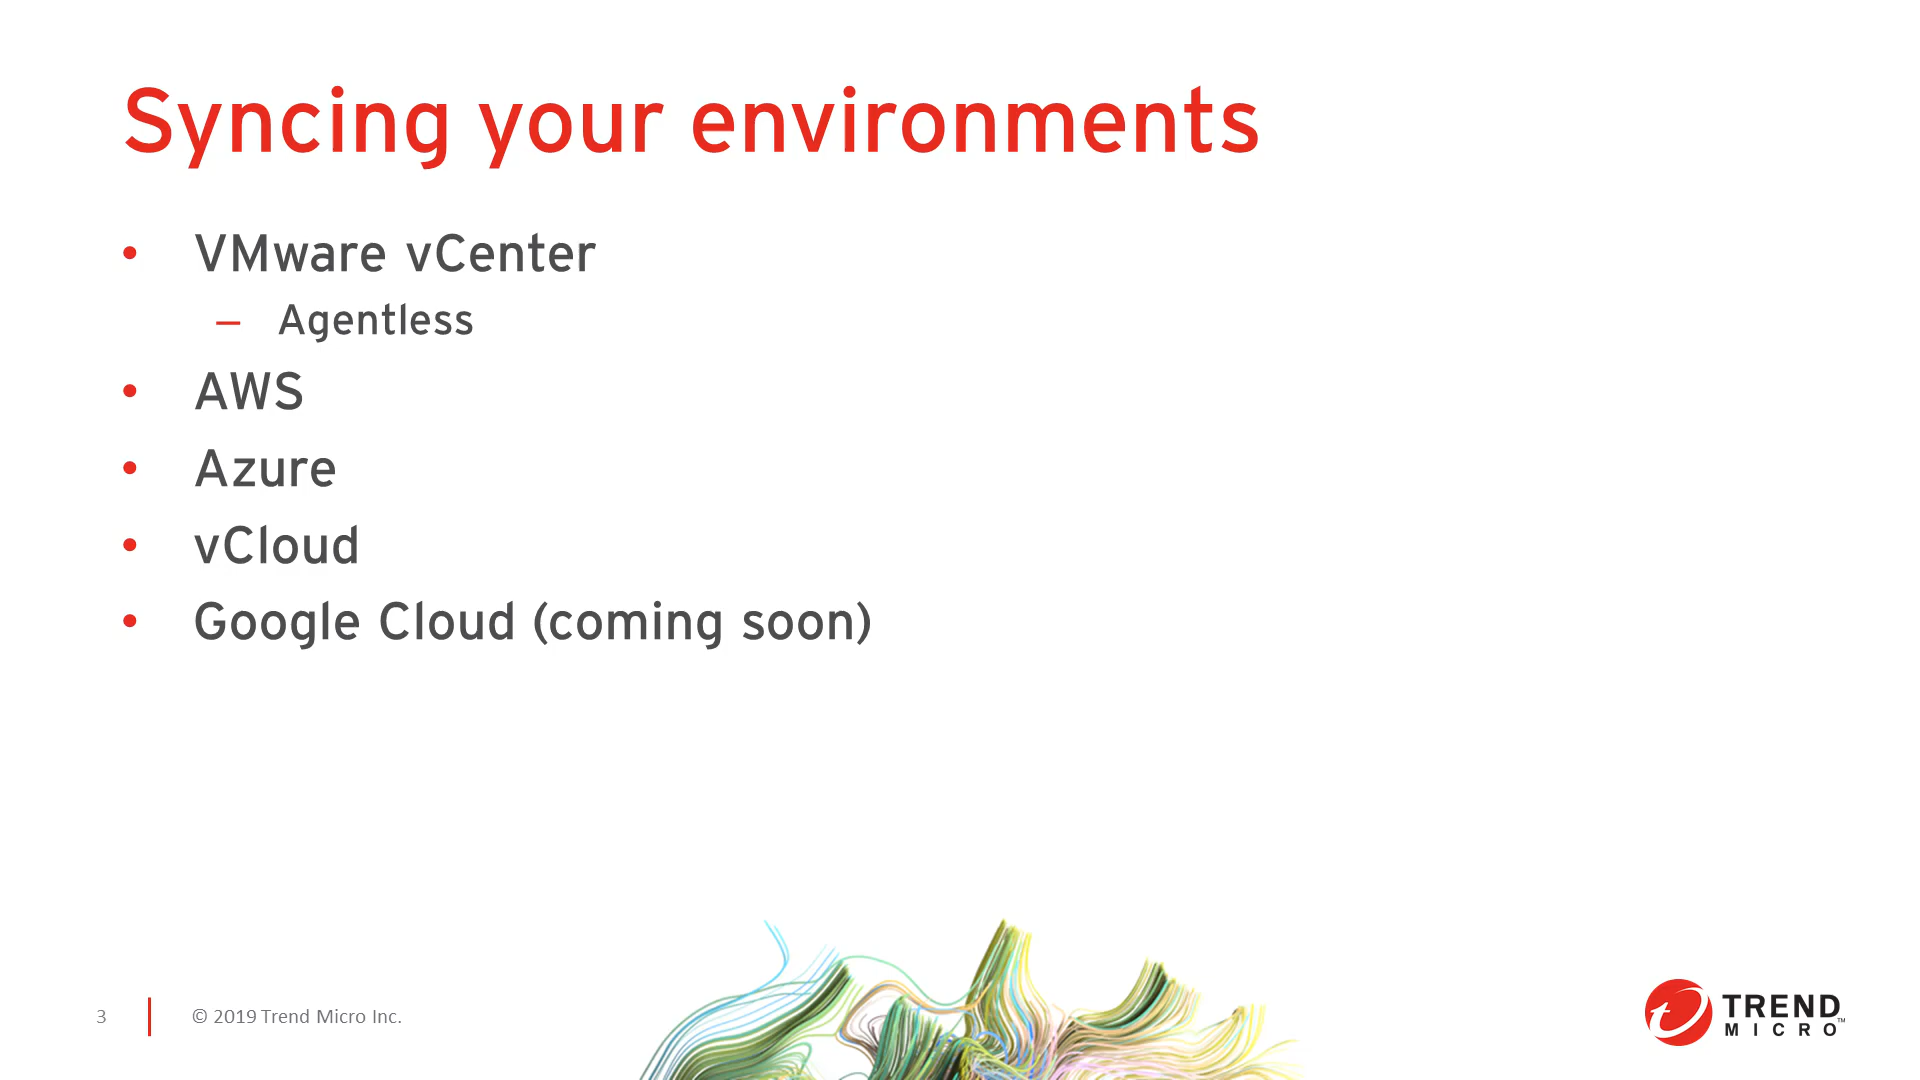 Syncing your environments
• VMware vCenter
– Agentless
• AWS
• Azure
• vCloud
• Google Cloud (coming soon)
3
© 2019 Trend Micro Inc.
TREND
MICRO™